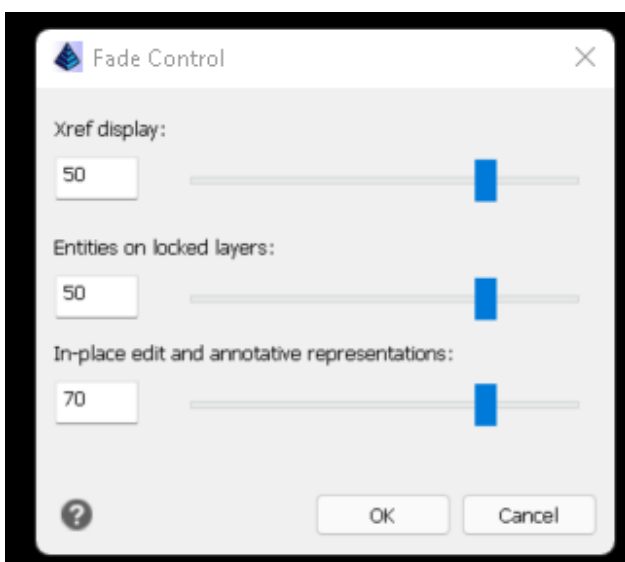 Fade Control
Xref display:
50
Entities on locked layers:
50
In-place edit and annotative representations:
70
?
OK
Cancel